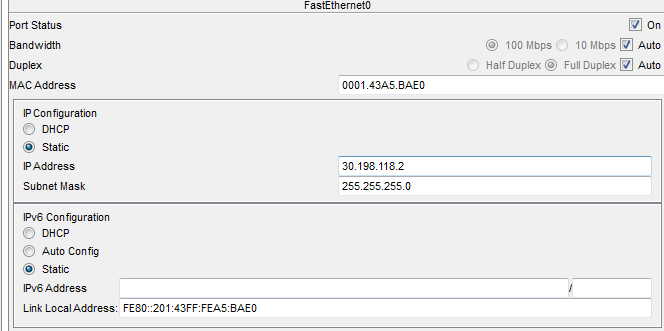 FastEthernet0
Port Status On
Bandwidth 100 Mbps 10 Mbps Auto
Duplex Half Duplex Full Duplex Auto
MAC Address 0001.43A5.BAE0
IP Configuration
DHCP
Static
IP Address 30.198.118.2
Subnet Mask 255.255.255.0
IPv6 Configuration
DHCP
Auto Config
Static
IPv6 Address /
Link Local Address: FE80::201:43FF:FEA5:BAE0